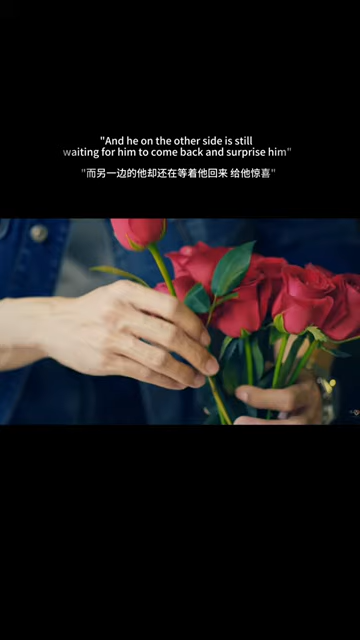 "And he on the other side is still
waiting for him to come back and surprise him"
"而另一边的他却还在等着他回来 给他惊喜"